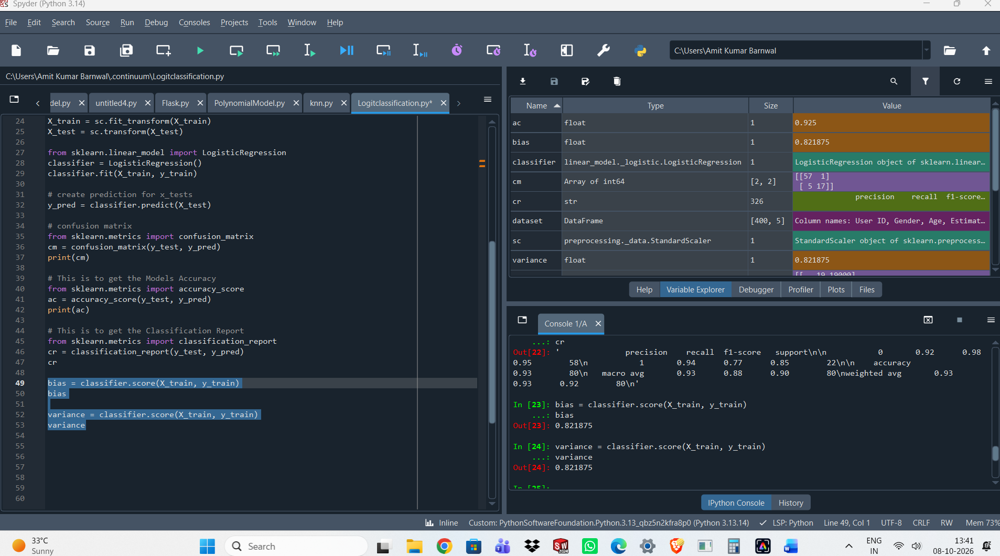 Spyder (Python 3.14)
File Edit Search Source Run Debug Consoles Projects Tools Window Help
C:\Users\Amit Kumar Barnwal
C:\Users\Amit Kumar Barnwal\.continuum\Logitclassification.py
del.py untitled4.py Flask.py PolynomialModel.py knn.py Logitclassification.py*
24 X_train = sc.fit_transform(X_train)
25 X_test = sc.transform(X_test)
26
27 from sklearn.linear_model import LogisticRegression
28 classifier = LogisticRegression()
29 classifier.fit(X_train, y_train)
30
31 # create prediction for x_tests
32 y_pred = classifier.predict(X_test)
33
34 # confusion matrix
35 from sklearn.metrics import confusion_matrix
36 cm = confusion_matrix(y_test, y_pred)
37 print(cm)
38
39 # This is to get the Models Accuracy
40 from sklearn.metrics import accuracy_score
41 ac = accuracy_score(y_test, y_pred)
42 print(ac)
43
44 # This is to get the Classification Report
45 from sklearn.metrics import classification_report
46 cr = classification_report(y_test, y_pred)
47 cr
48
49 bias = classifier.score(X_train, y_train)
50 bias
51
52 variance = classifier.score(X_train, y_train)
53 variance
54
55
56
57
58
59
60
Name Type Size Value
ac float 1 0.925
bias float 1 0.821875
classifier linear_model._logistic.LogisticRegression 1 LogisticRegression object of sklearn.linear…
cm Array of int64 [2, 2] [[57 1]
[ 5 17]]
cr str 326 precision recall f1-score…
dataset DataFrame [400, 5] Column names: User ID, Gender, Age, Estimat…
sc preprocessing._data.StandardScaler 1 StandardScaler object of sklearn.preprocess…
variance float 1 0.821875
[[ 19 19000]
Help Variable Explorer Debugger Profiler Plots Files
Console 1/A
...: cr
Out[22]: ' precision recall f1-score support\n\n 0 0.92 0.98
0.95 58\n 1 0.94 0.77 0.85 22\n\n accuracy
0.93 80\n macro avg 0.93 0.88 0.90 80\nweighted avg 0.93
0.93 0.92 80\n'
In [23]: bias = classifier.score(X_train, y_train)
...: bias
Out[23]: 0.821875
In [24]: variance = classifier.score(X_train, y_train)
...: variance
Out[24]: 0.821875
In [25]:
IPython Console History
Inline Custom: PythonSoftwareFoundation.Python.3.13_qbz5n2kfra8p0 (Python 3.13.14) LSP: Python Line 49, Col 1 UTF-8 CRLF RW Mem 73%
33°C
Sunny
Search
SW
2024
W
ENG
IN
13:41
08-10-2026